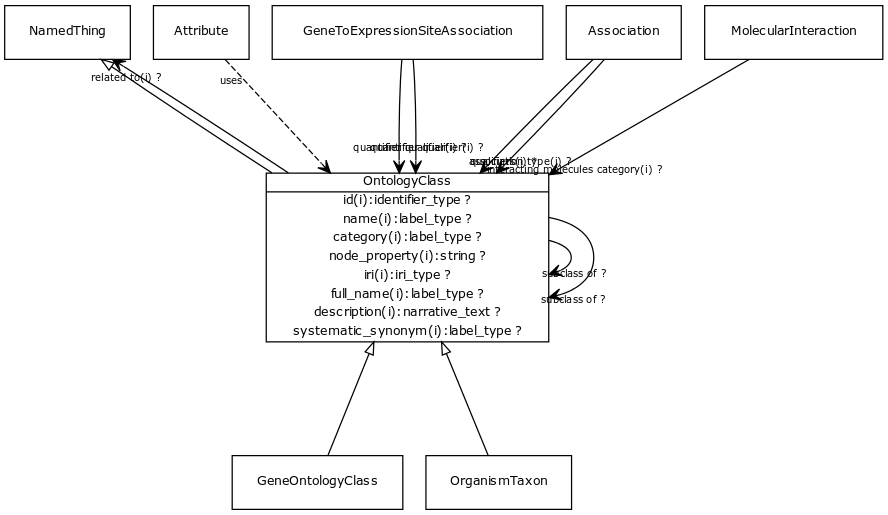 NamedThing
Attribute
GeneToExpressionSiteAssociation
Association
MolecularInteraction
related to(i) ?
uses
quantifier qualifier(i) ?
association type(i) ?
interacting molecules category(i) ?
OntologyClass
id(i):identifier_type ?
name(i):label_type ?
category(i):label_type ?
node_property(i):string ?
iri(i):iri_type ?
full_name(i):label_type ?
description(i):narrative_text ?
systematic_synonym(i):label_type ?
subclass of ?
subclass of ?
GeneOntologyClass
OrganismTaxon